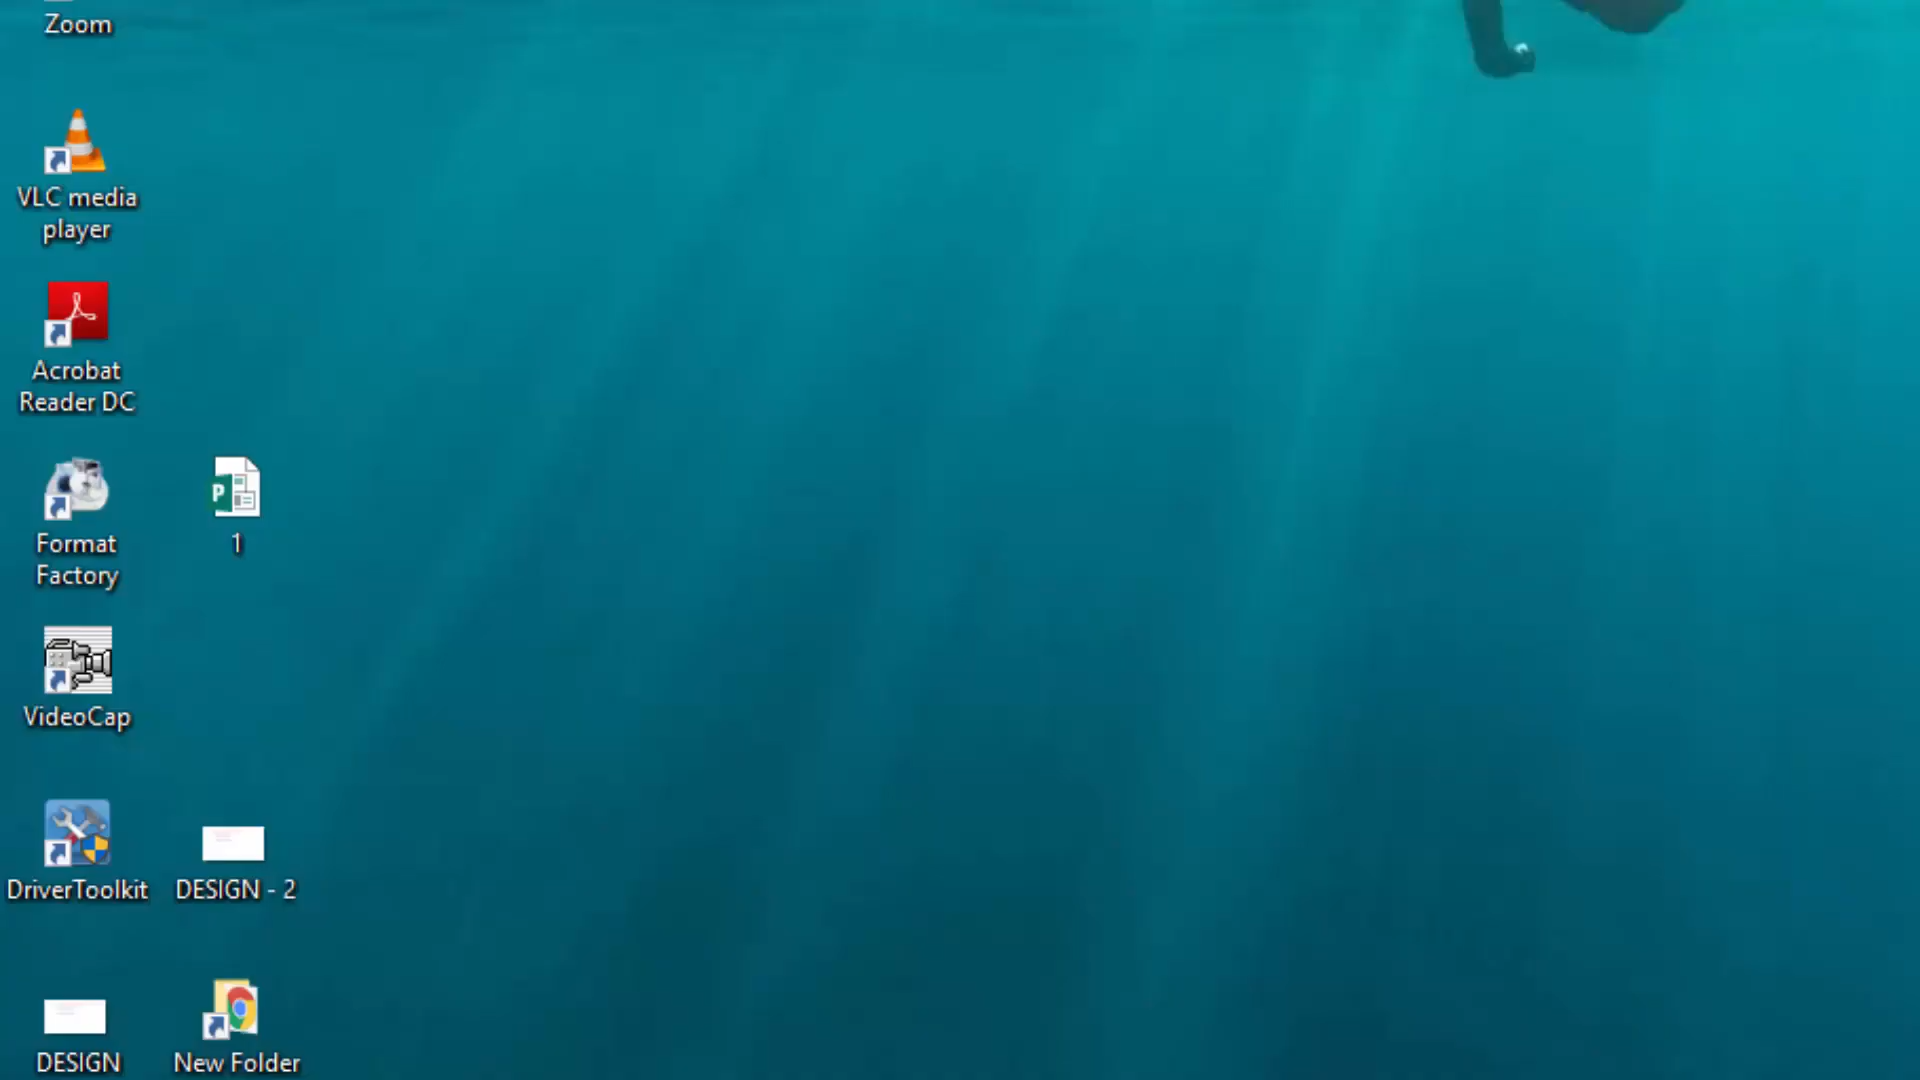 Zoom
VLC media
player
Acrobat
Reader DC
Format
Factory
1
VideoCap
DriverToolkit
DESIGN - 2
DESIGN
New Folder